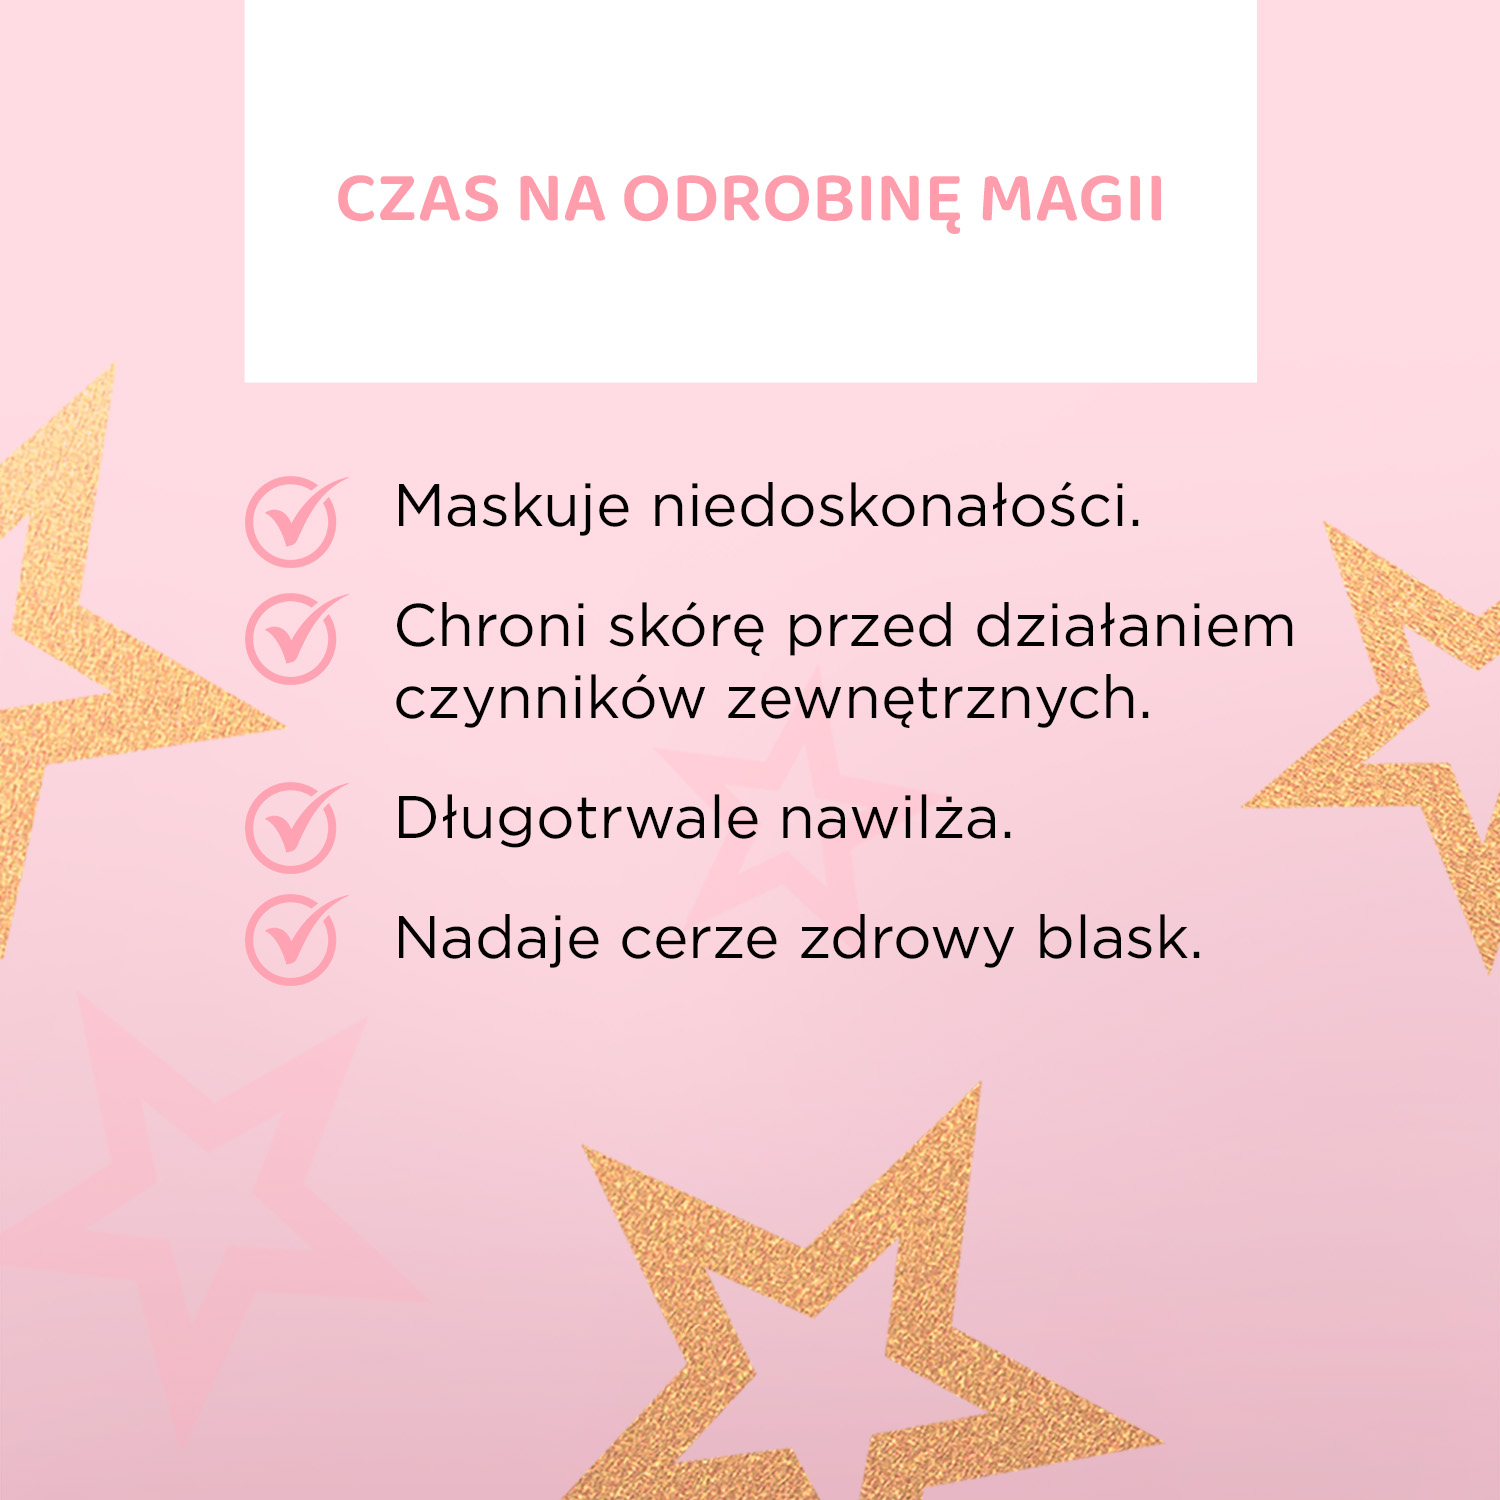 CZAS NA ODROBINĘ MAGII
Maskuje niedoskonałości.
Chroni skórę przed działaniem
czynników zewnętrznych.
Długotrwale nawilża.
Nadaje cerze zdrowy blask.